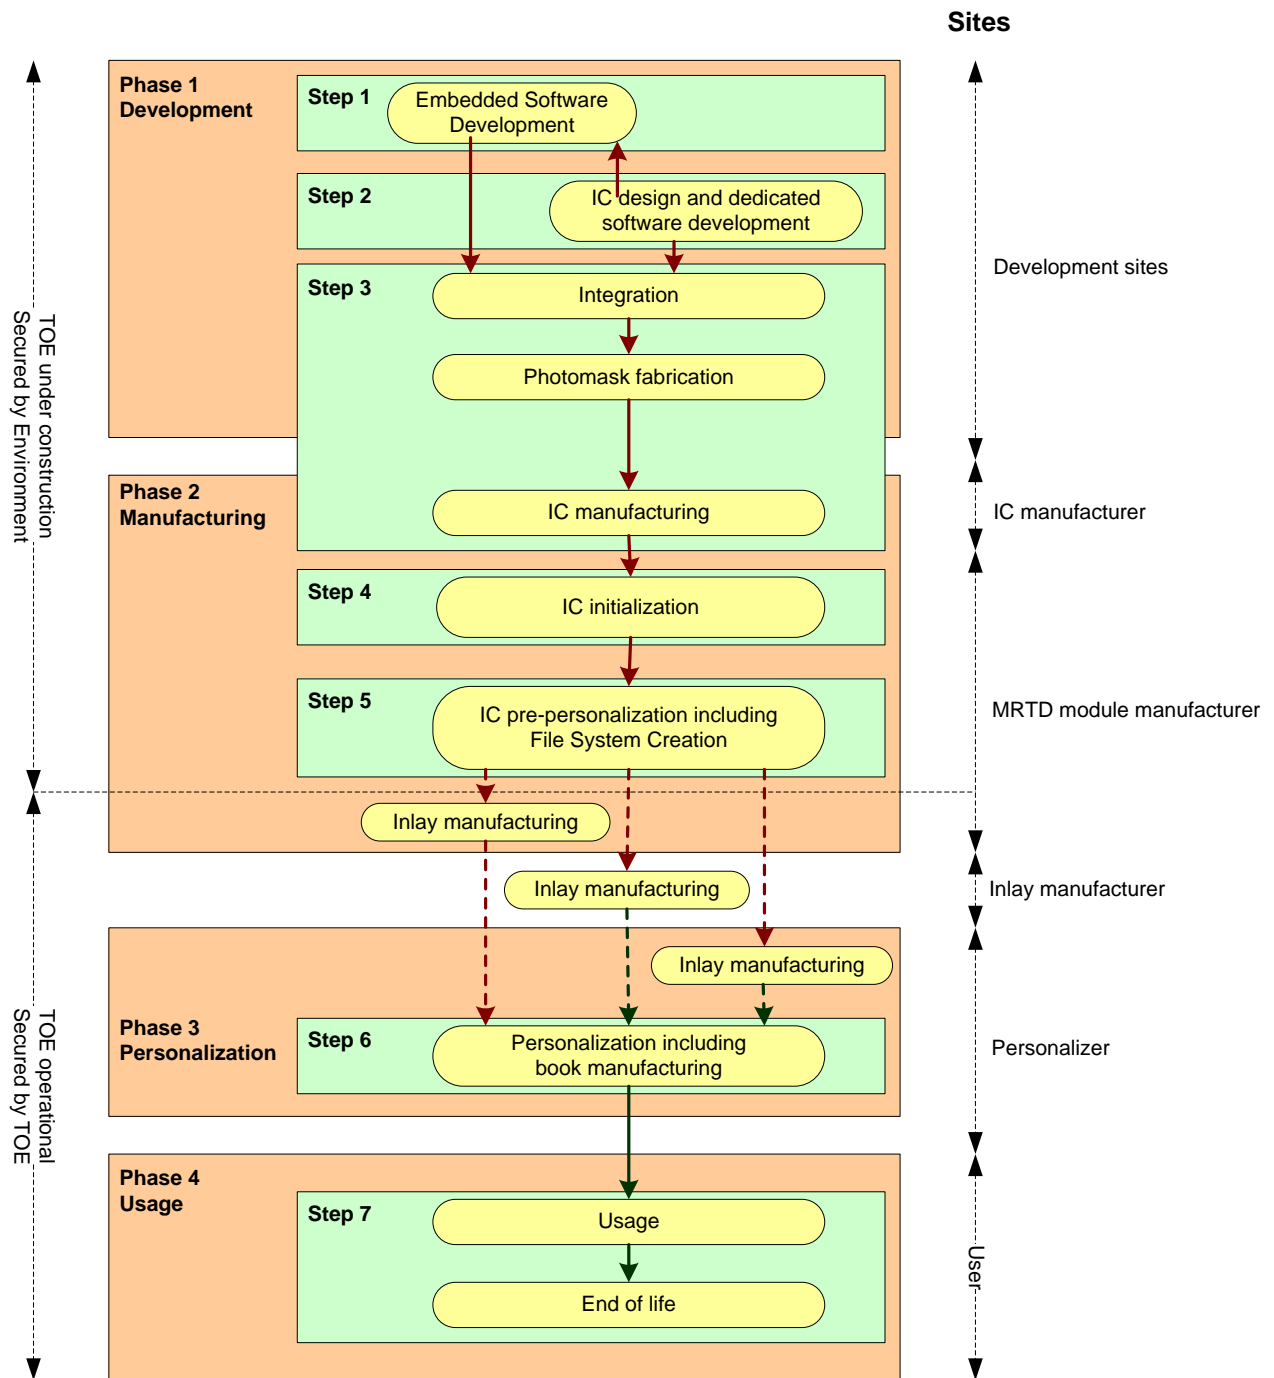 Sites
Phase 1
Development
Step 1
Embedded Software
Development
Step 2
IC design and dedicated
software development
Step 3
Integration
Photomask fabrication
Development sites
TOE under construction
Secured by Environment
Phase 2
Manufacturing
IC manufacturing
IC manufacturer
Step 4
IC initialization
Step 5
IC pre-personalization including
File System Creation
MRTD module manufacturer
Inlay manufacturing
Inlay manufacturing
Inlay manufacturer
Inlay manufacturing
TOE operational
Secured by TOE
Phase 3
Personalization
Step 6
Personalization including
book manufacturing
Personalizer
Phase 4
Usage
Step 7
Usage
End of life
User